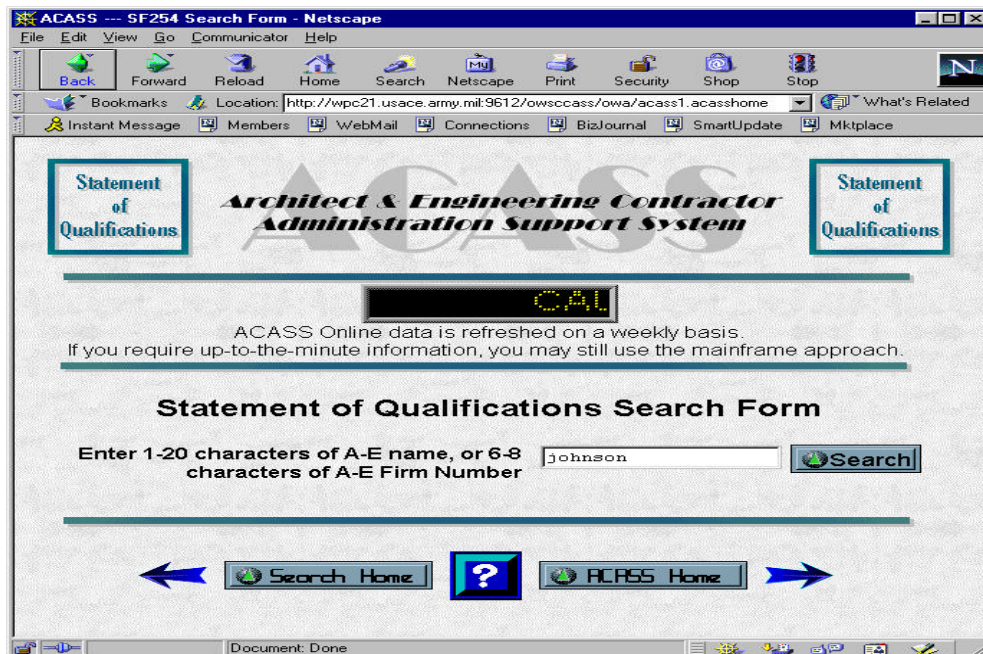 ACASS --- SF254 Search Form - Netscape
File Edit View Go Communicator Help
Back Forward Reload Home Search Netscape Print Security Shop Stop
Bookmarks Location: http://wpc21.usace.army.mil:9612/owsccass/owa/acass1.acasshome What's Related
Instant Message Members WebMail Connections BizJournal SmartUpdate Mktplace
ACASS
Statement
of
Qualifications
Architect & Engineering Contractor
Administration Support System
Statement
of
Qualifications
CAL
ACASS Online data is refreshed on a weekly basis.
If you require up-to-the-minute information, you may still use the mainframe approach.
Statement of Qualifications Search Form
Enter 1-20 characters of A-E name, or 6-8
characters of A-E Firm Number
johnson
Search
Search Home ? ACASS Home
Document: Done